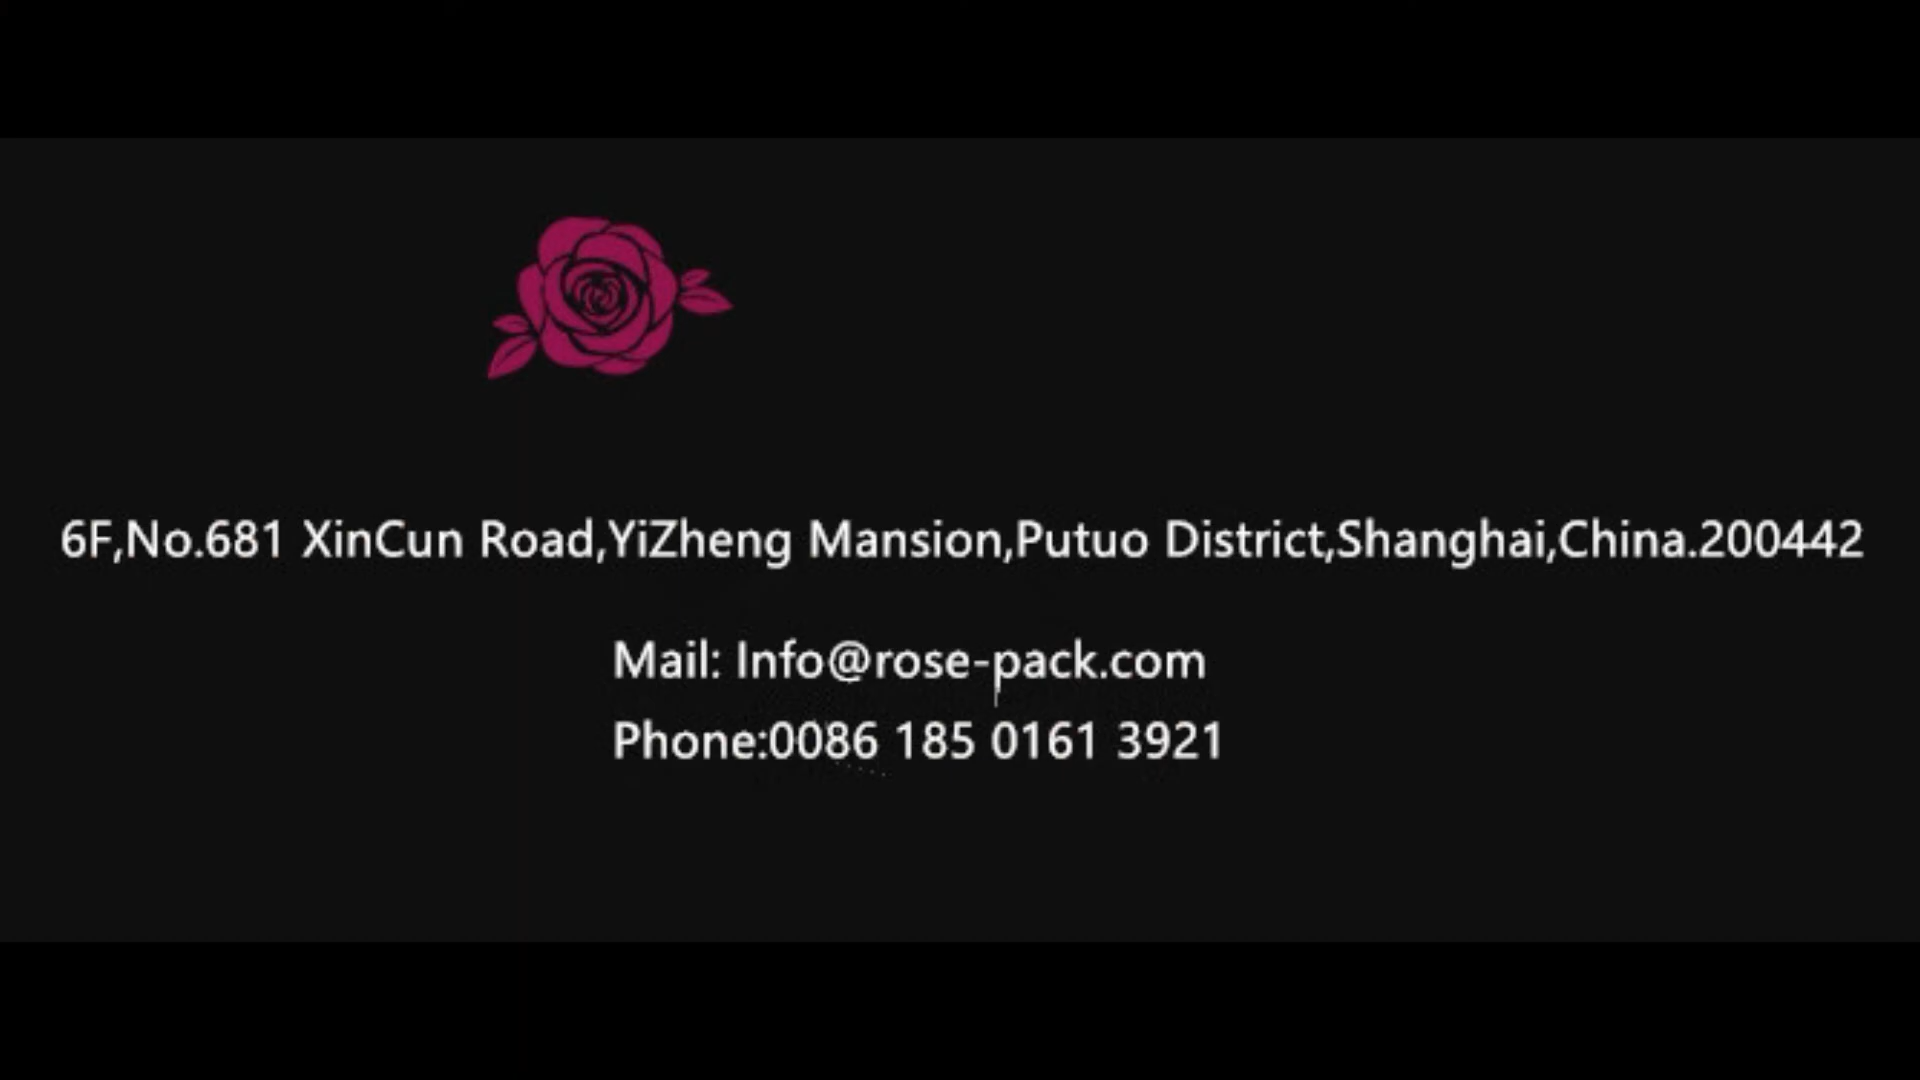 6F,No.681 XinCun Road,YiZheng Mansion,Putuo District,Shanghai,China.200442
Mail: Info@rose-pack.com
Phone:0086 185 0161 3921